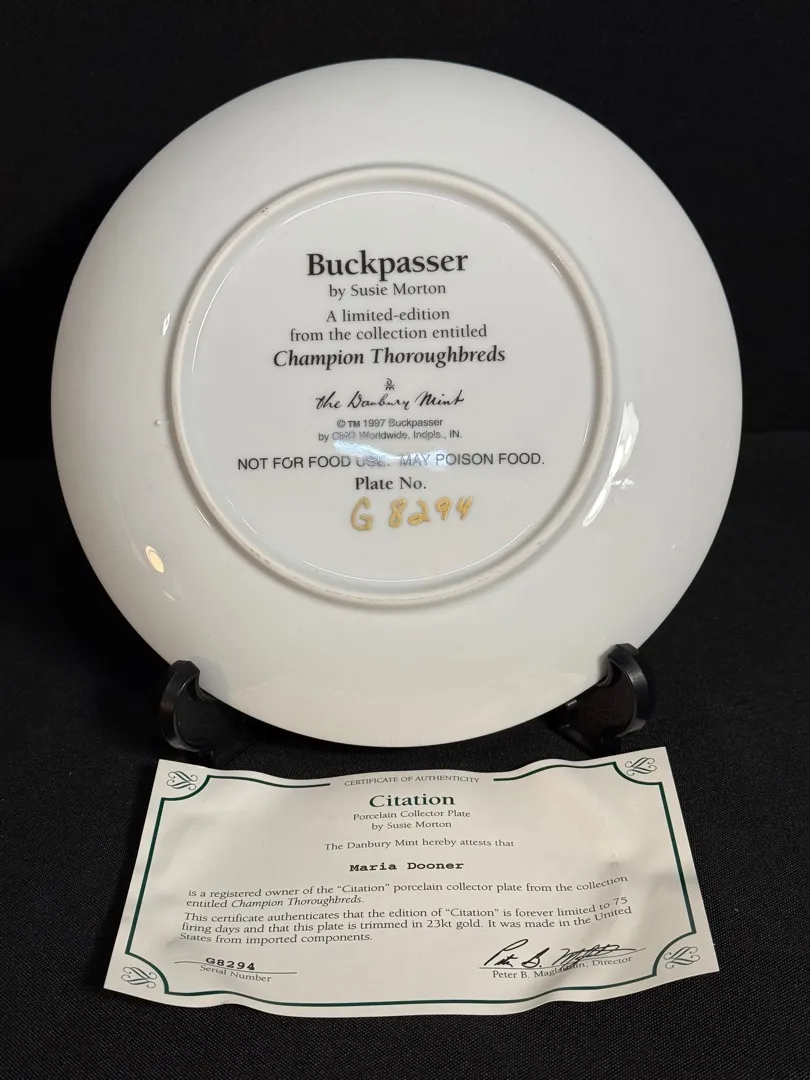 Buckpasser
by Susie Morton
A limited-edition
from the collection entitled
Champion Thoroughbreds
the Danbury Mint
© TM 1997 Buckpasser
by CMG Worldwide, Indpls., IN.
NOT FOR FOOD USE. MAY POISON FOOD.
Plate No.
G 8294
CERTIFICATE OF AUTHENTICITY
Citation
Porcelain Collector Plate
by Susie Morton
The Danbury Mint hereby attests that
Maria Dooner
is a registered owner of the "Citation" porcelain collector plate from the collection
entitled Champion Thoroughbreds.
This certificate authenticates that the edition of "Citation" is forever limited to 75
firing days and that this plate is trimmed in 23kt gold. It was made in the United
States from imported components.
G8294
Serial Number
Peter B. Maglathlin, Director